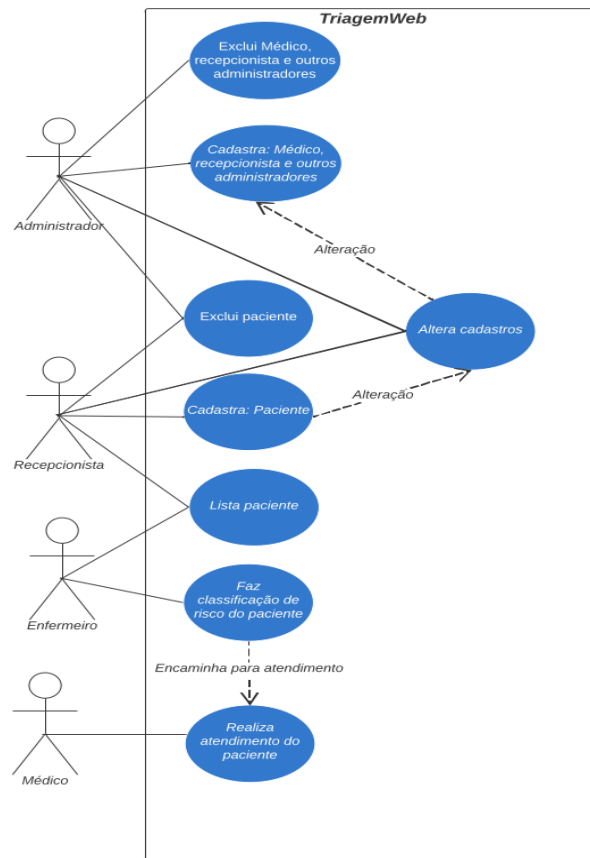 TriagemWeb
Exclui Médico,
recepcionista e outros
administradores
Cadastra: Médico,
recepcionista e outros
administradores
Administrador
Alteração
Exclui paciente
Altera cadastros
Alteração
Cadastra: Paciente
Recepcionista
Lista paciente
Faz
classificação de
risco do paciente
Enfermeiro
Encaminha para atendimento
Realiza
atendimento do
paciente
Médico